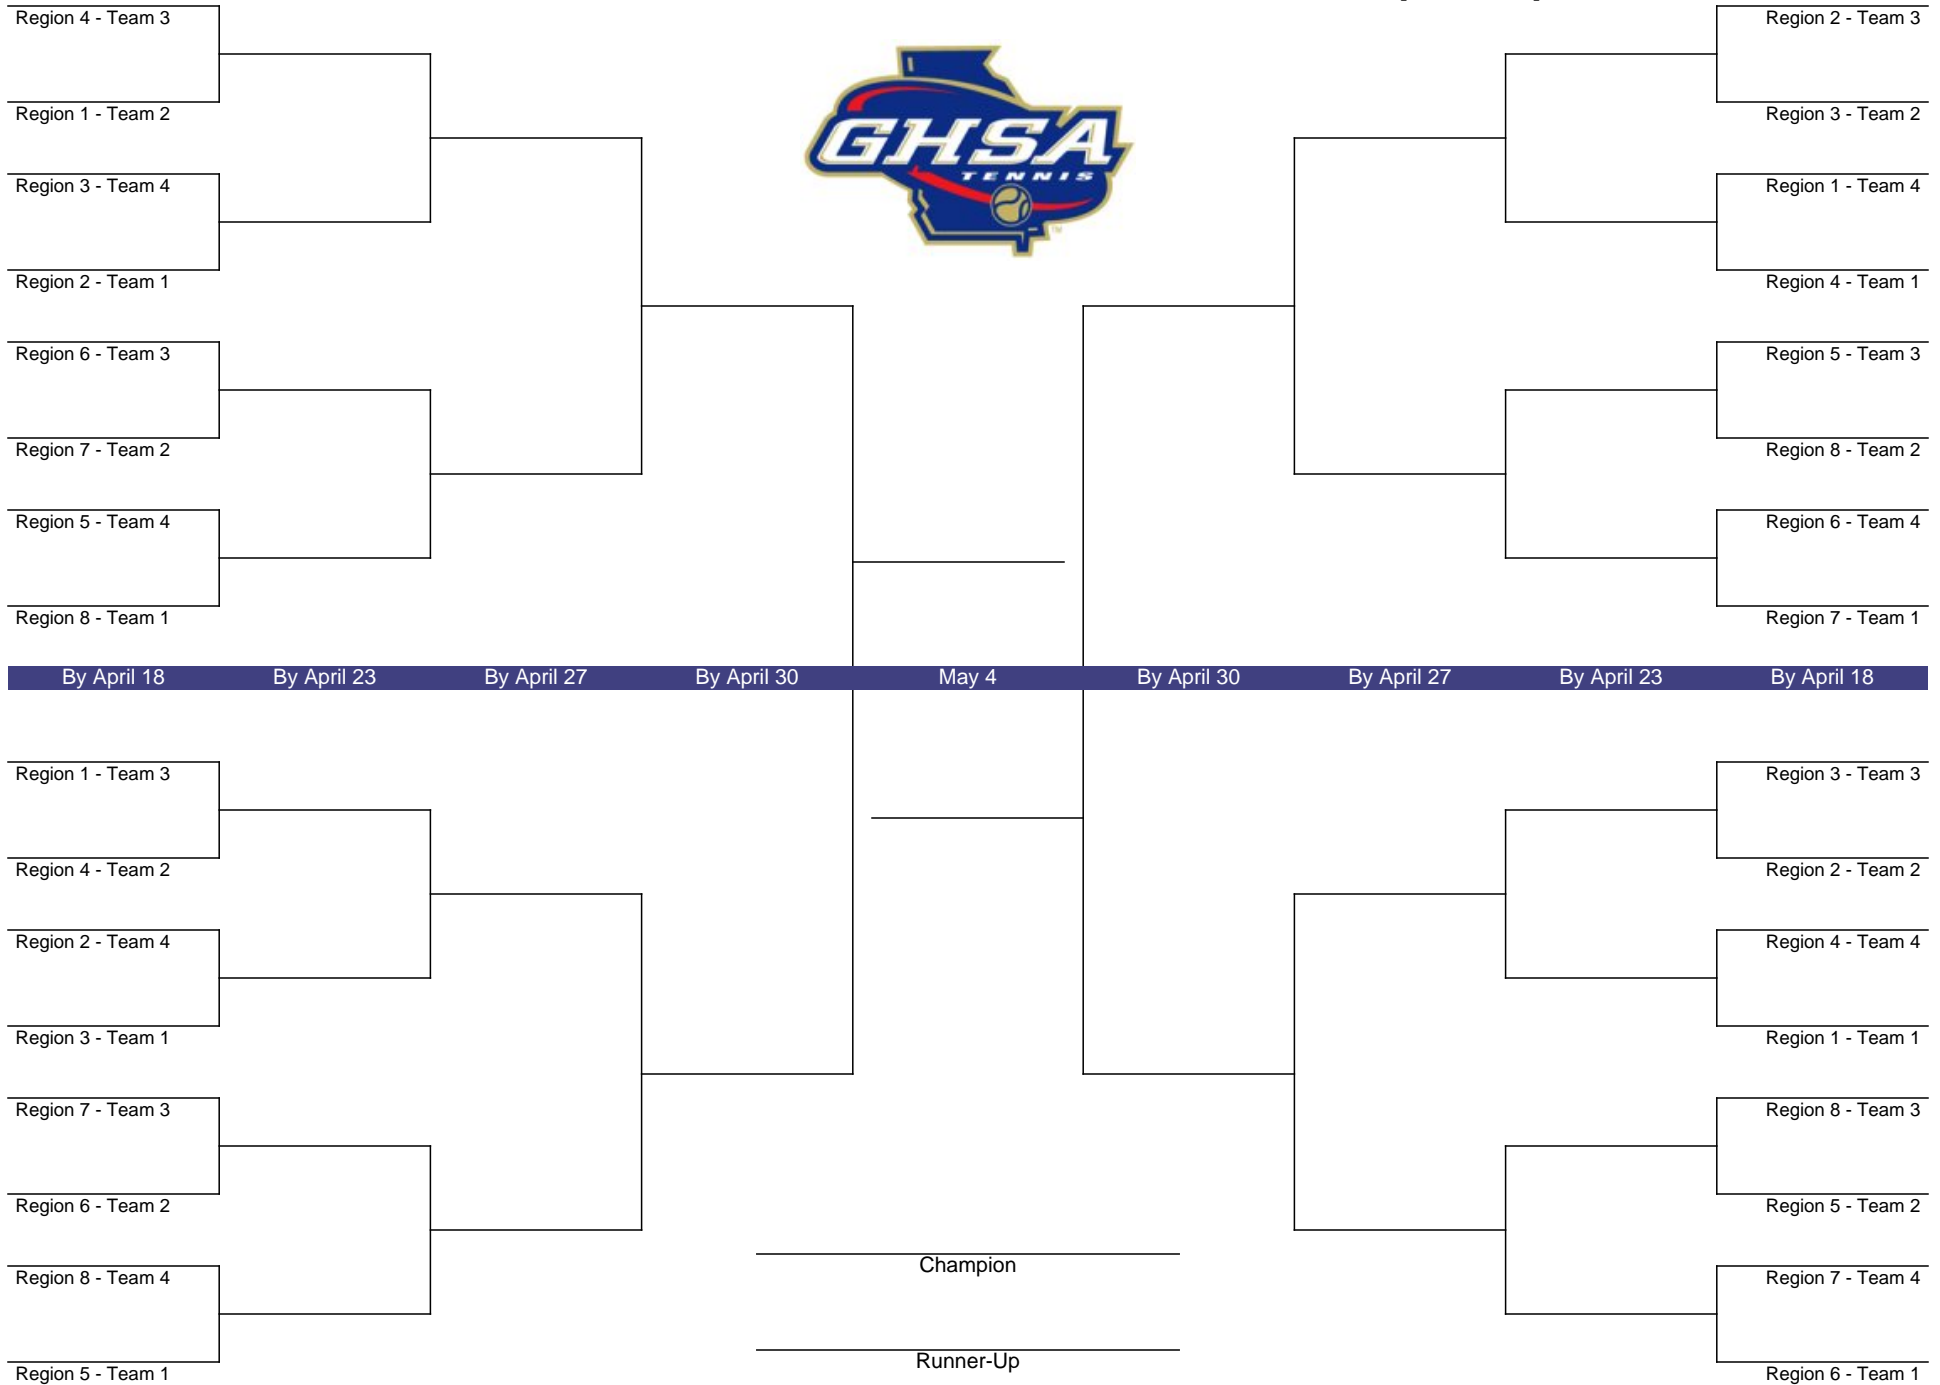 Region 4 - Team 3
Region 1 - Team 2
Region 3 - Team 4
Region 2 - Team 1
Region 6 - Team 3
Region 7 - Team 2
Region 5 - Team 4
Region 8 - Team 1
GHSA
TENNIS
TM
Region 2 - Team 3
Region 3 - Team 2
Region 1 - Team 4
Region 4 - Team 1
Region 5 - Team 3
Region 8 - Team 2
Region 6 - Team 4
Region 7 - Team 1
By April 18 By April 23 By April 27 By April 30 May 4 By April 30 By April 27 By April 23 By April 18
Region 1 - Team 3
Region 4 - Team 2
Region 2 - Team 4
Region 3 - Team 1
Region 7 - Team 3
Region 6 - Team 2
Region 8 - Team 4
Region 5 - Team 1
Champion
Runner-Up
Region 3 - Team 3
Region 2 - Team 2
Region 4 - Team 4
Region 1 - Team 1
Region 8 - Team 3
Region 5 - Team 2
Region 7 - Team 4
Region 6 - Team 1